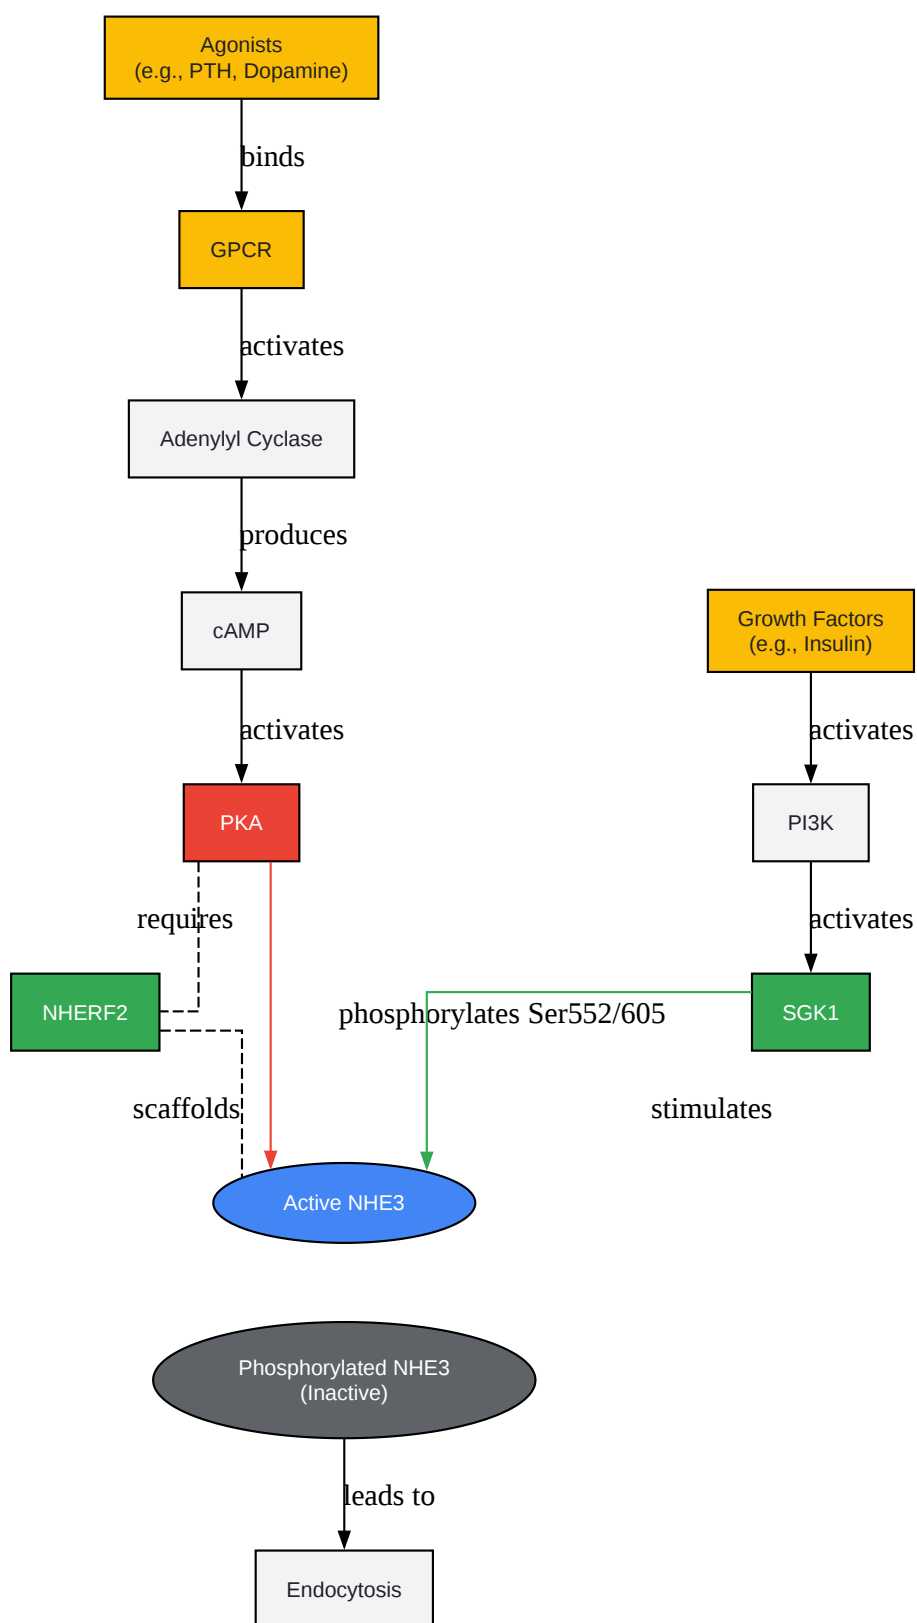 Agonists
(e.g., PTH, Dopamine)
binds
GPCR
activates
Adenylyl Cyclase
produces
cAMP
Growth Factors
(e.g., Insulin)
activates
activates
PKA
PI3K
requires
activates
NHERF2
phosphorylates Ser552/605
SGK1
scaffolds
stimulates
Active NHE3
Phosphorylated NHE3
(Inactive)
leads to
Endocytosis